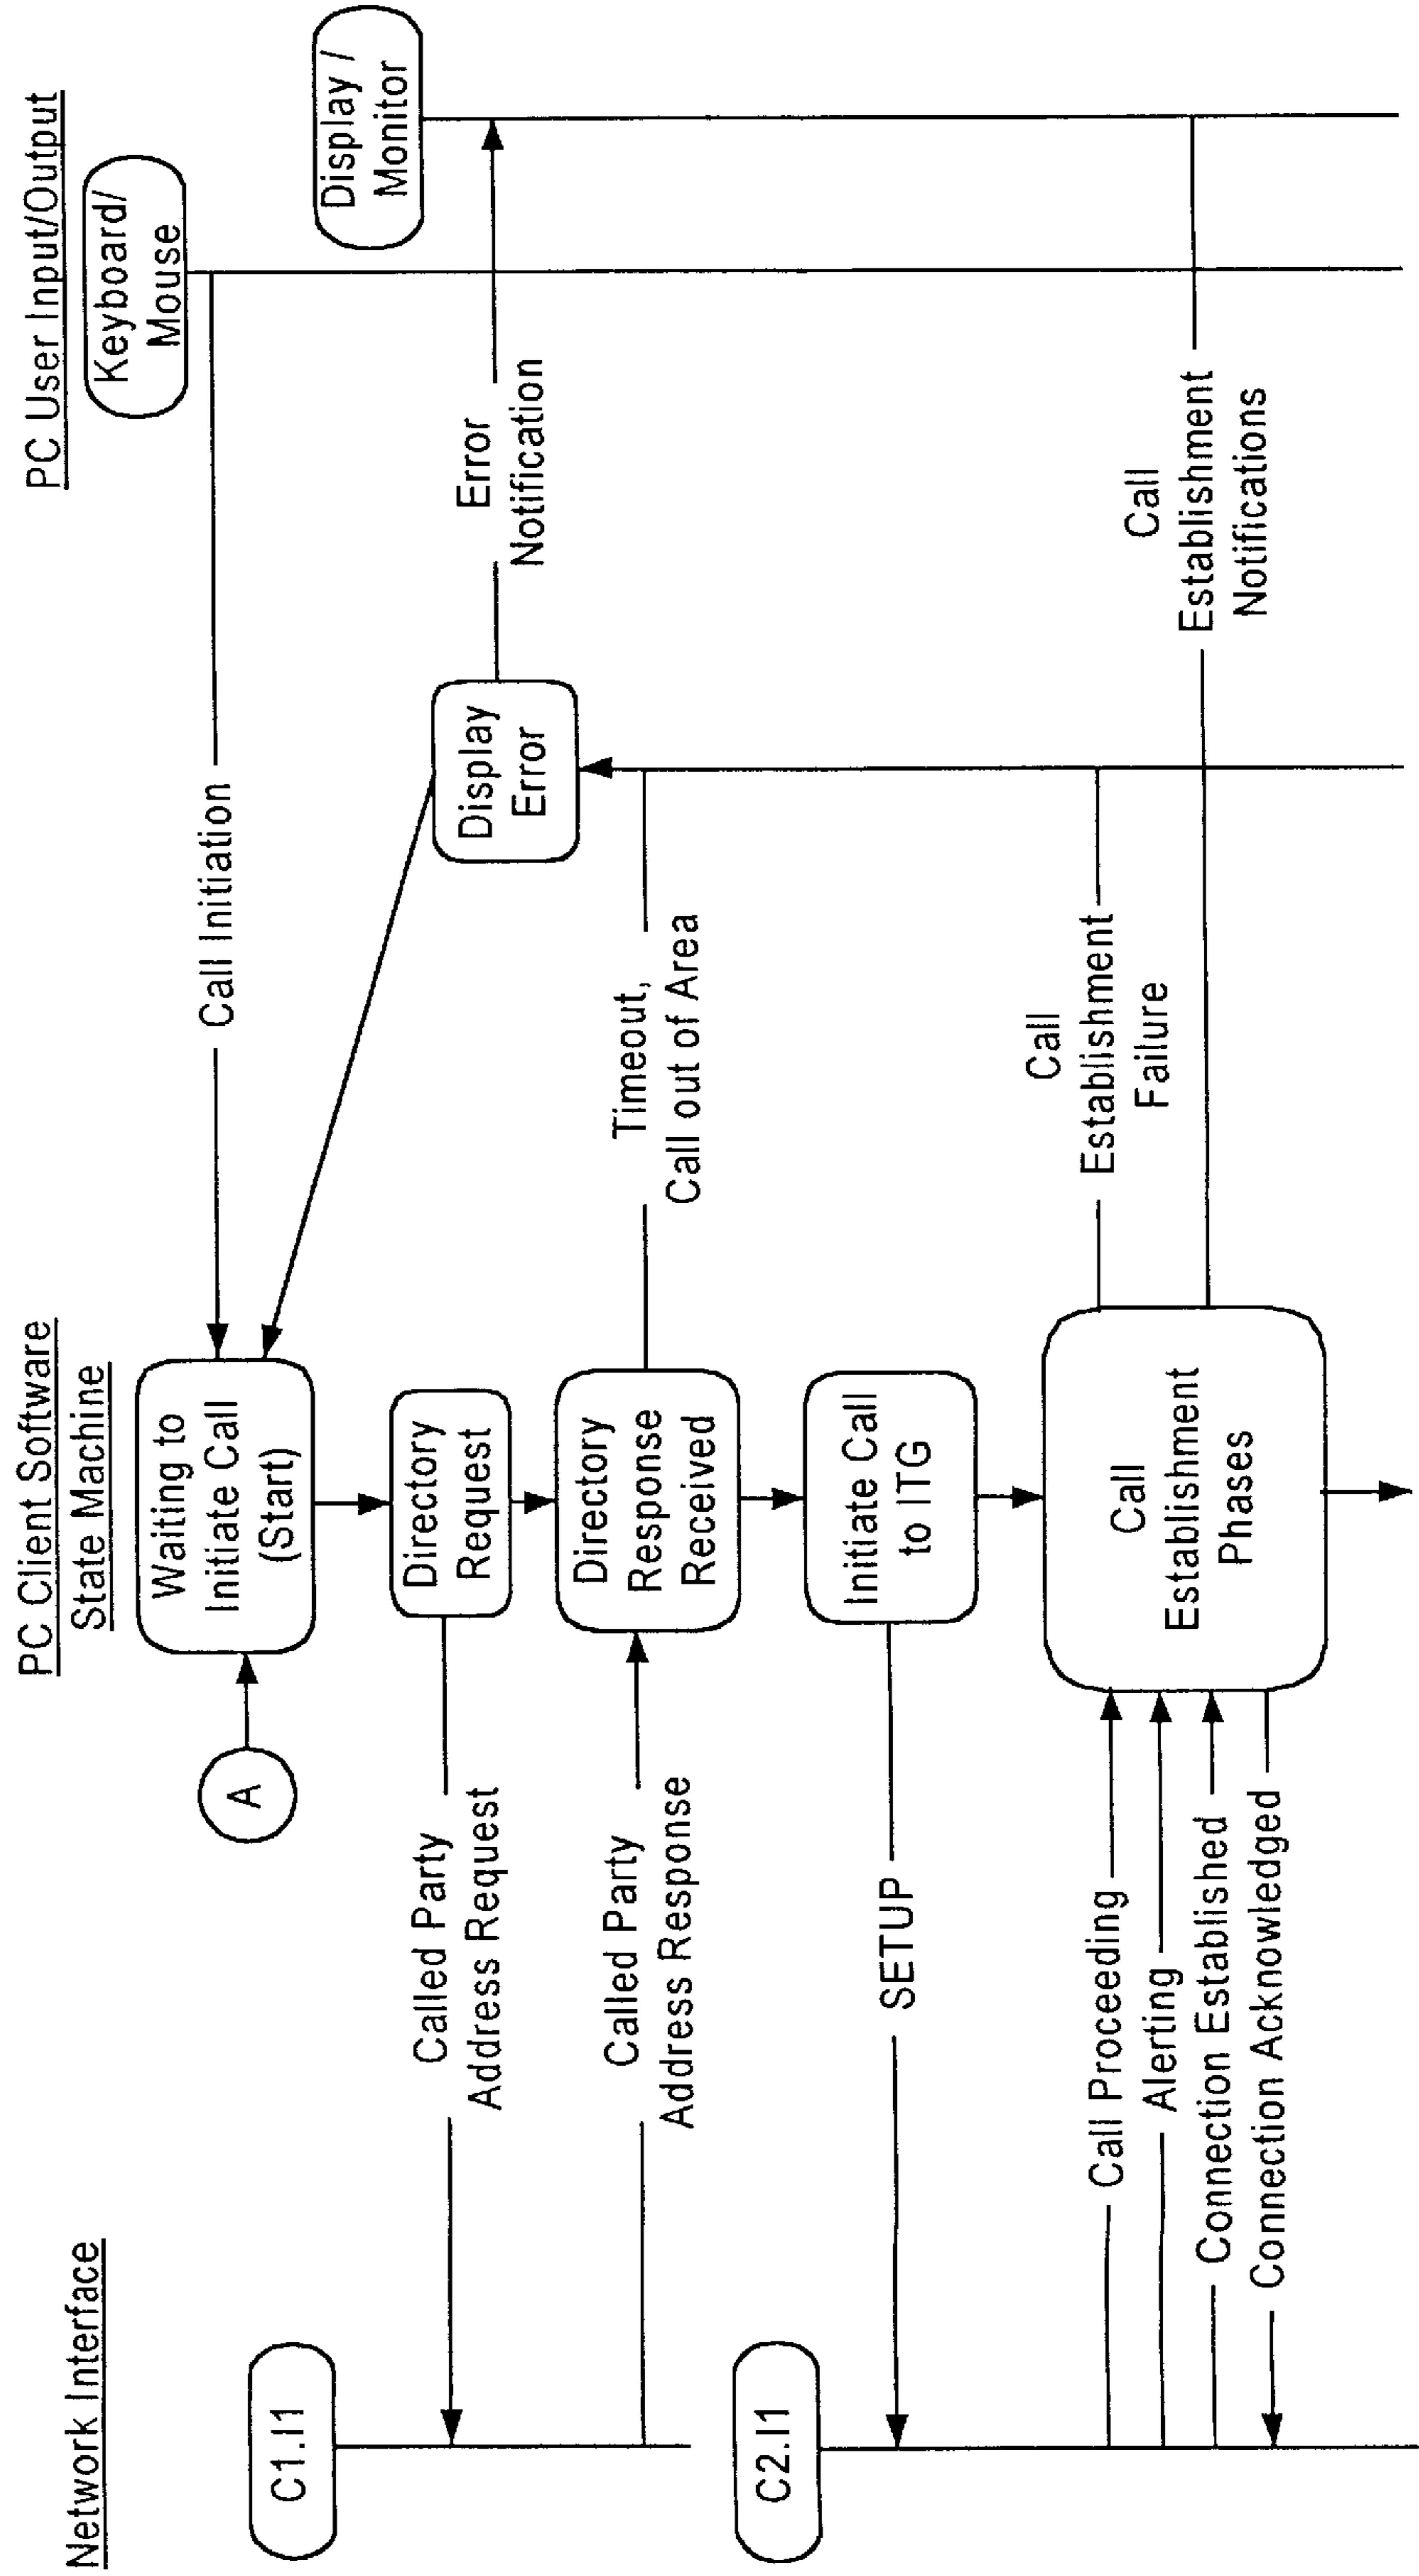 Network Interface
PC Client Software
State Machine
PC User Input/Output
Keyboard/
Mouse
Display /
Monitor
C1.I1
C2.I1
A
Waiting to
Initiate Call
(Start)
Call Initiation
Directory
Request
Called Party
Address Request
Display
Error
Error
Notification
Directory
Response
Received
Called Party
Address Response
Timeout,
Call out of Area
Initiate Call
to ITG
SETUP
Call
Establishment
Phases
Call Proceeding
Alerting
Connection Established
Connection Acknowledged
Call
Establishment
Failure
Call
Establishment
Notifications